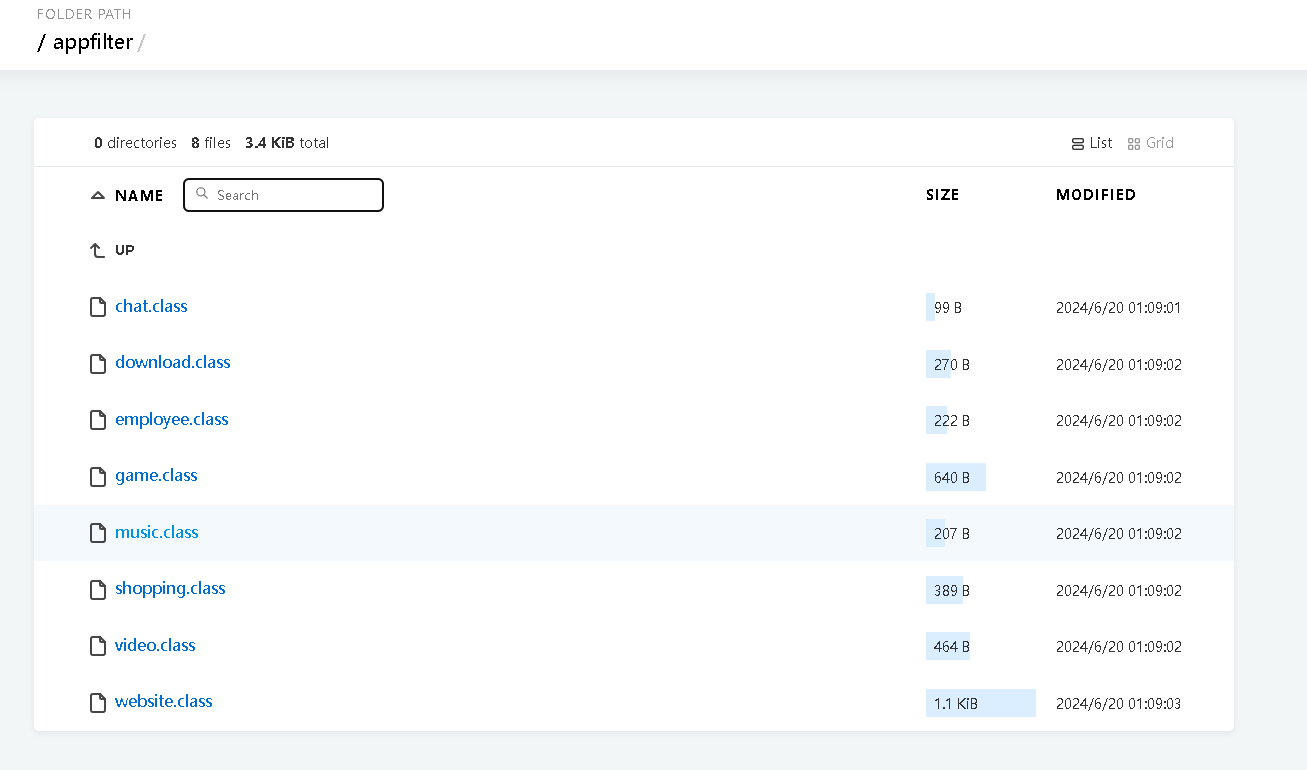 FOLDER PATH
/ appfilter /
0 directories 8 files 3.4 KiB total List Grid
NAME Search SIZE MODIFIED
UP
chat.class 99 B 2024/6/20 01:09:01
download.class 270 B 2024/6/20 01:09:02
employee.class 222 B 2024/6/20 01:09:02
game.class 640 B 2024/6/20 01:09:02
music.class 207 B 2024/6/20 01:09:02
shopping.class 389 B 2024/6/20 01:09:02
video.class 464 B 2024/6/20 01:09:02
website.class 1.1 KiB 2024/6/20 01:09:03